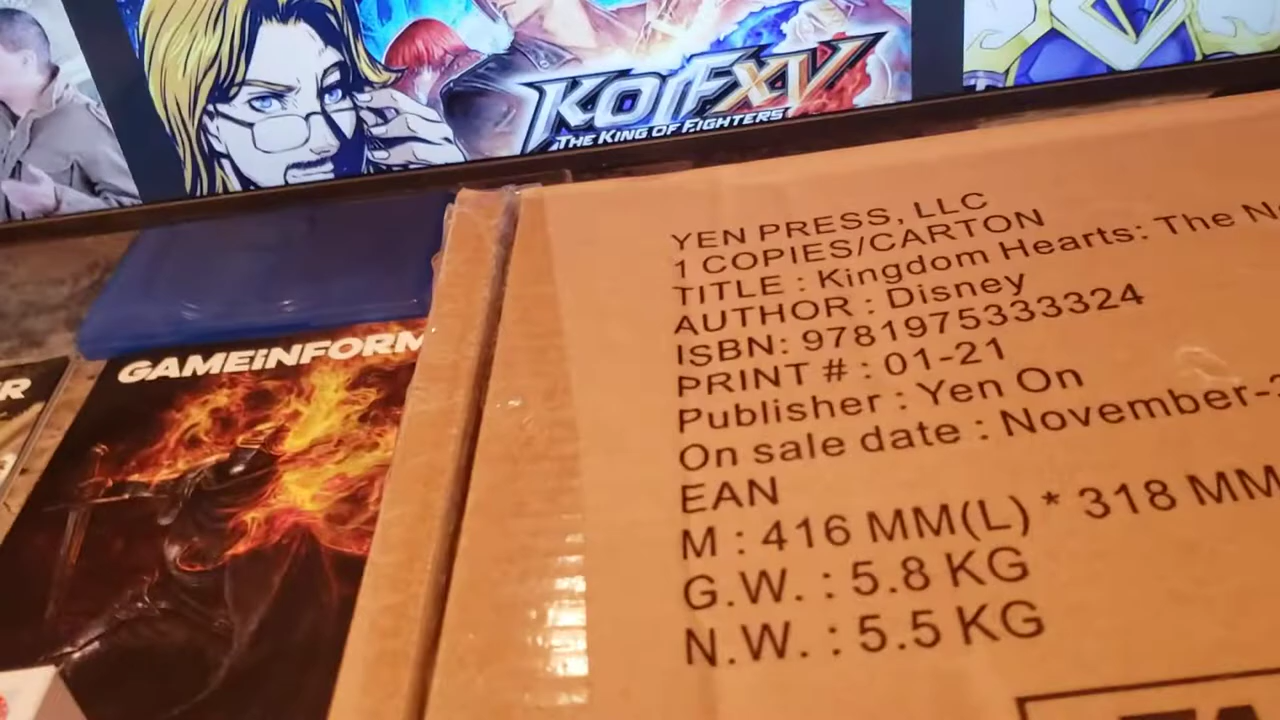 KOFXV
THE KING OF FIGHTERS
GAMEiNFORM
R
YEN PRESS, LLC
1 COPIES/CARTON
TITLE : Kingdom Hearts: The
AUTHOR : Disney
ISBN: 9781975333324
PRINT # : 01-21
Publisher : Yen On
On sale date : November-
EAN
M : 416 MM(L) * 318 MM
G.W. : 5.8 KG
N.W. : 5.5 KG